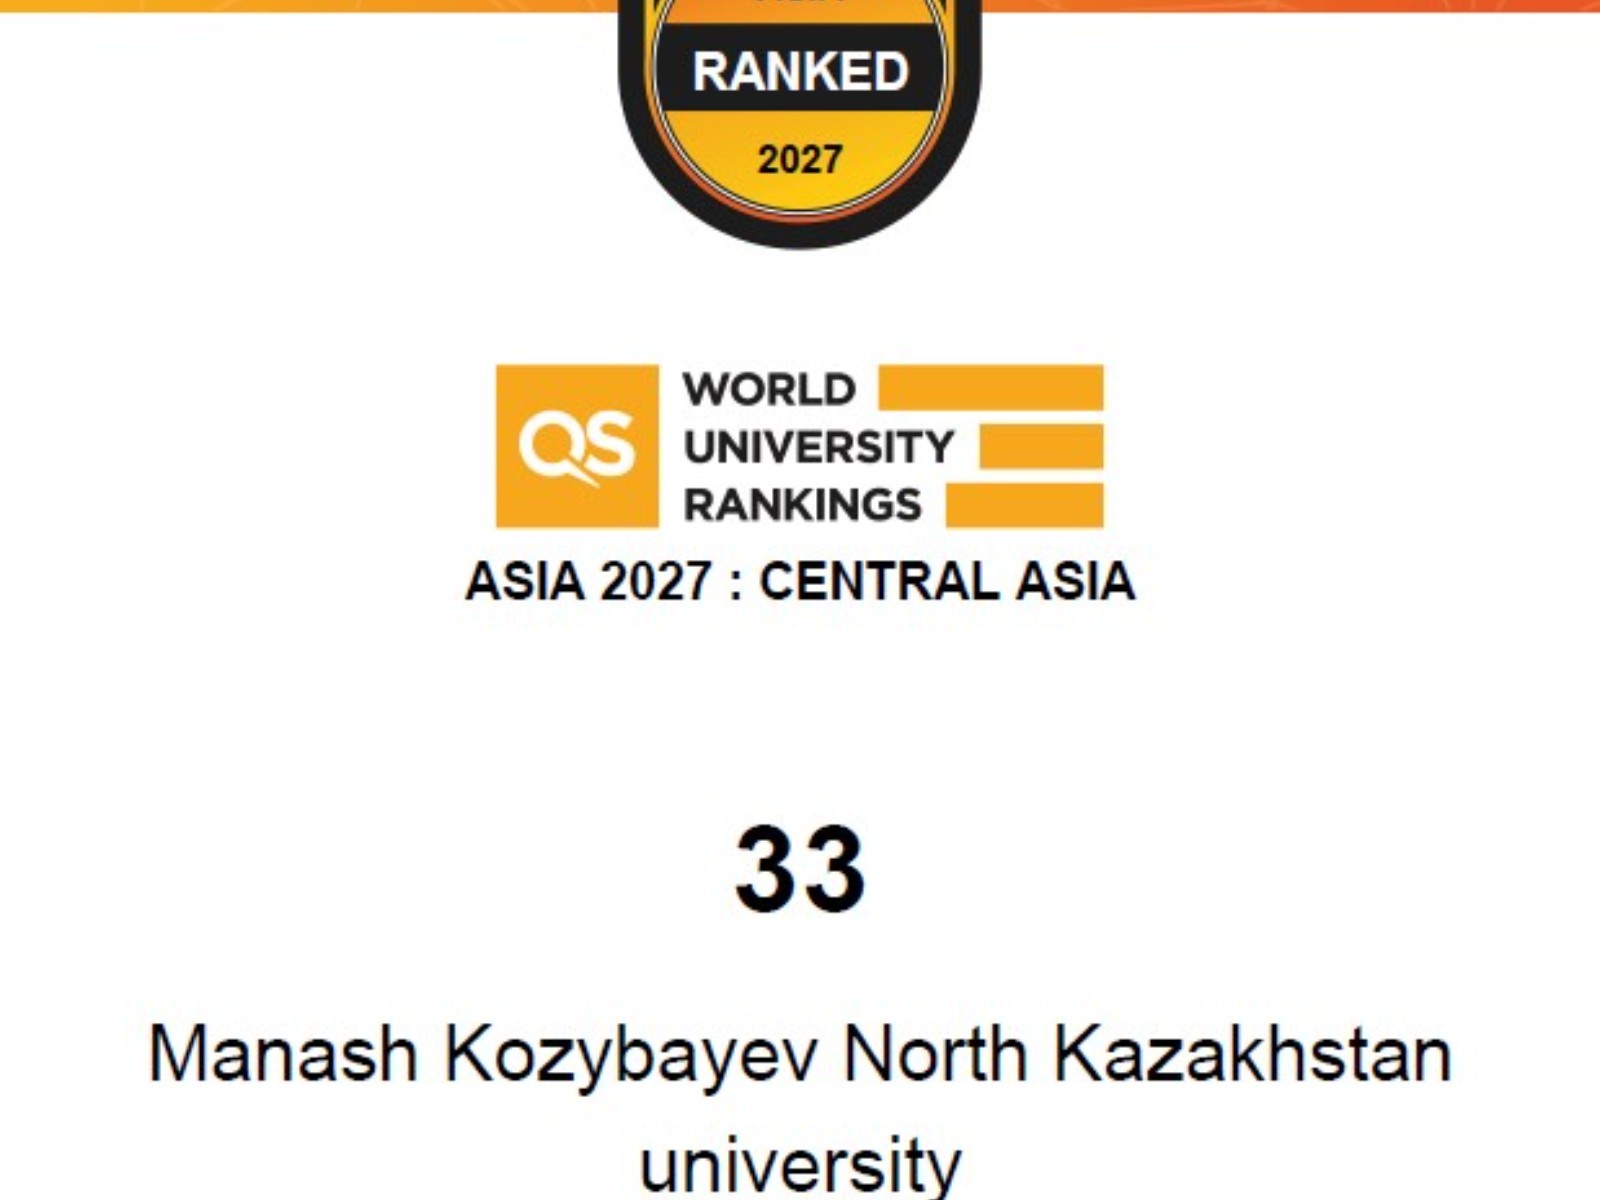 RANKED
2027
QS
WORLD
UNIVERSITY
RANKINGS
ASIA 2027 : CENTRAL ASIA
33
Manash Kozybayev North Kazakhstan
university